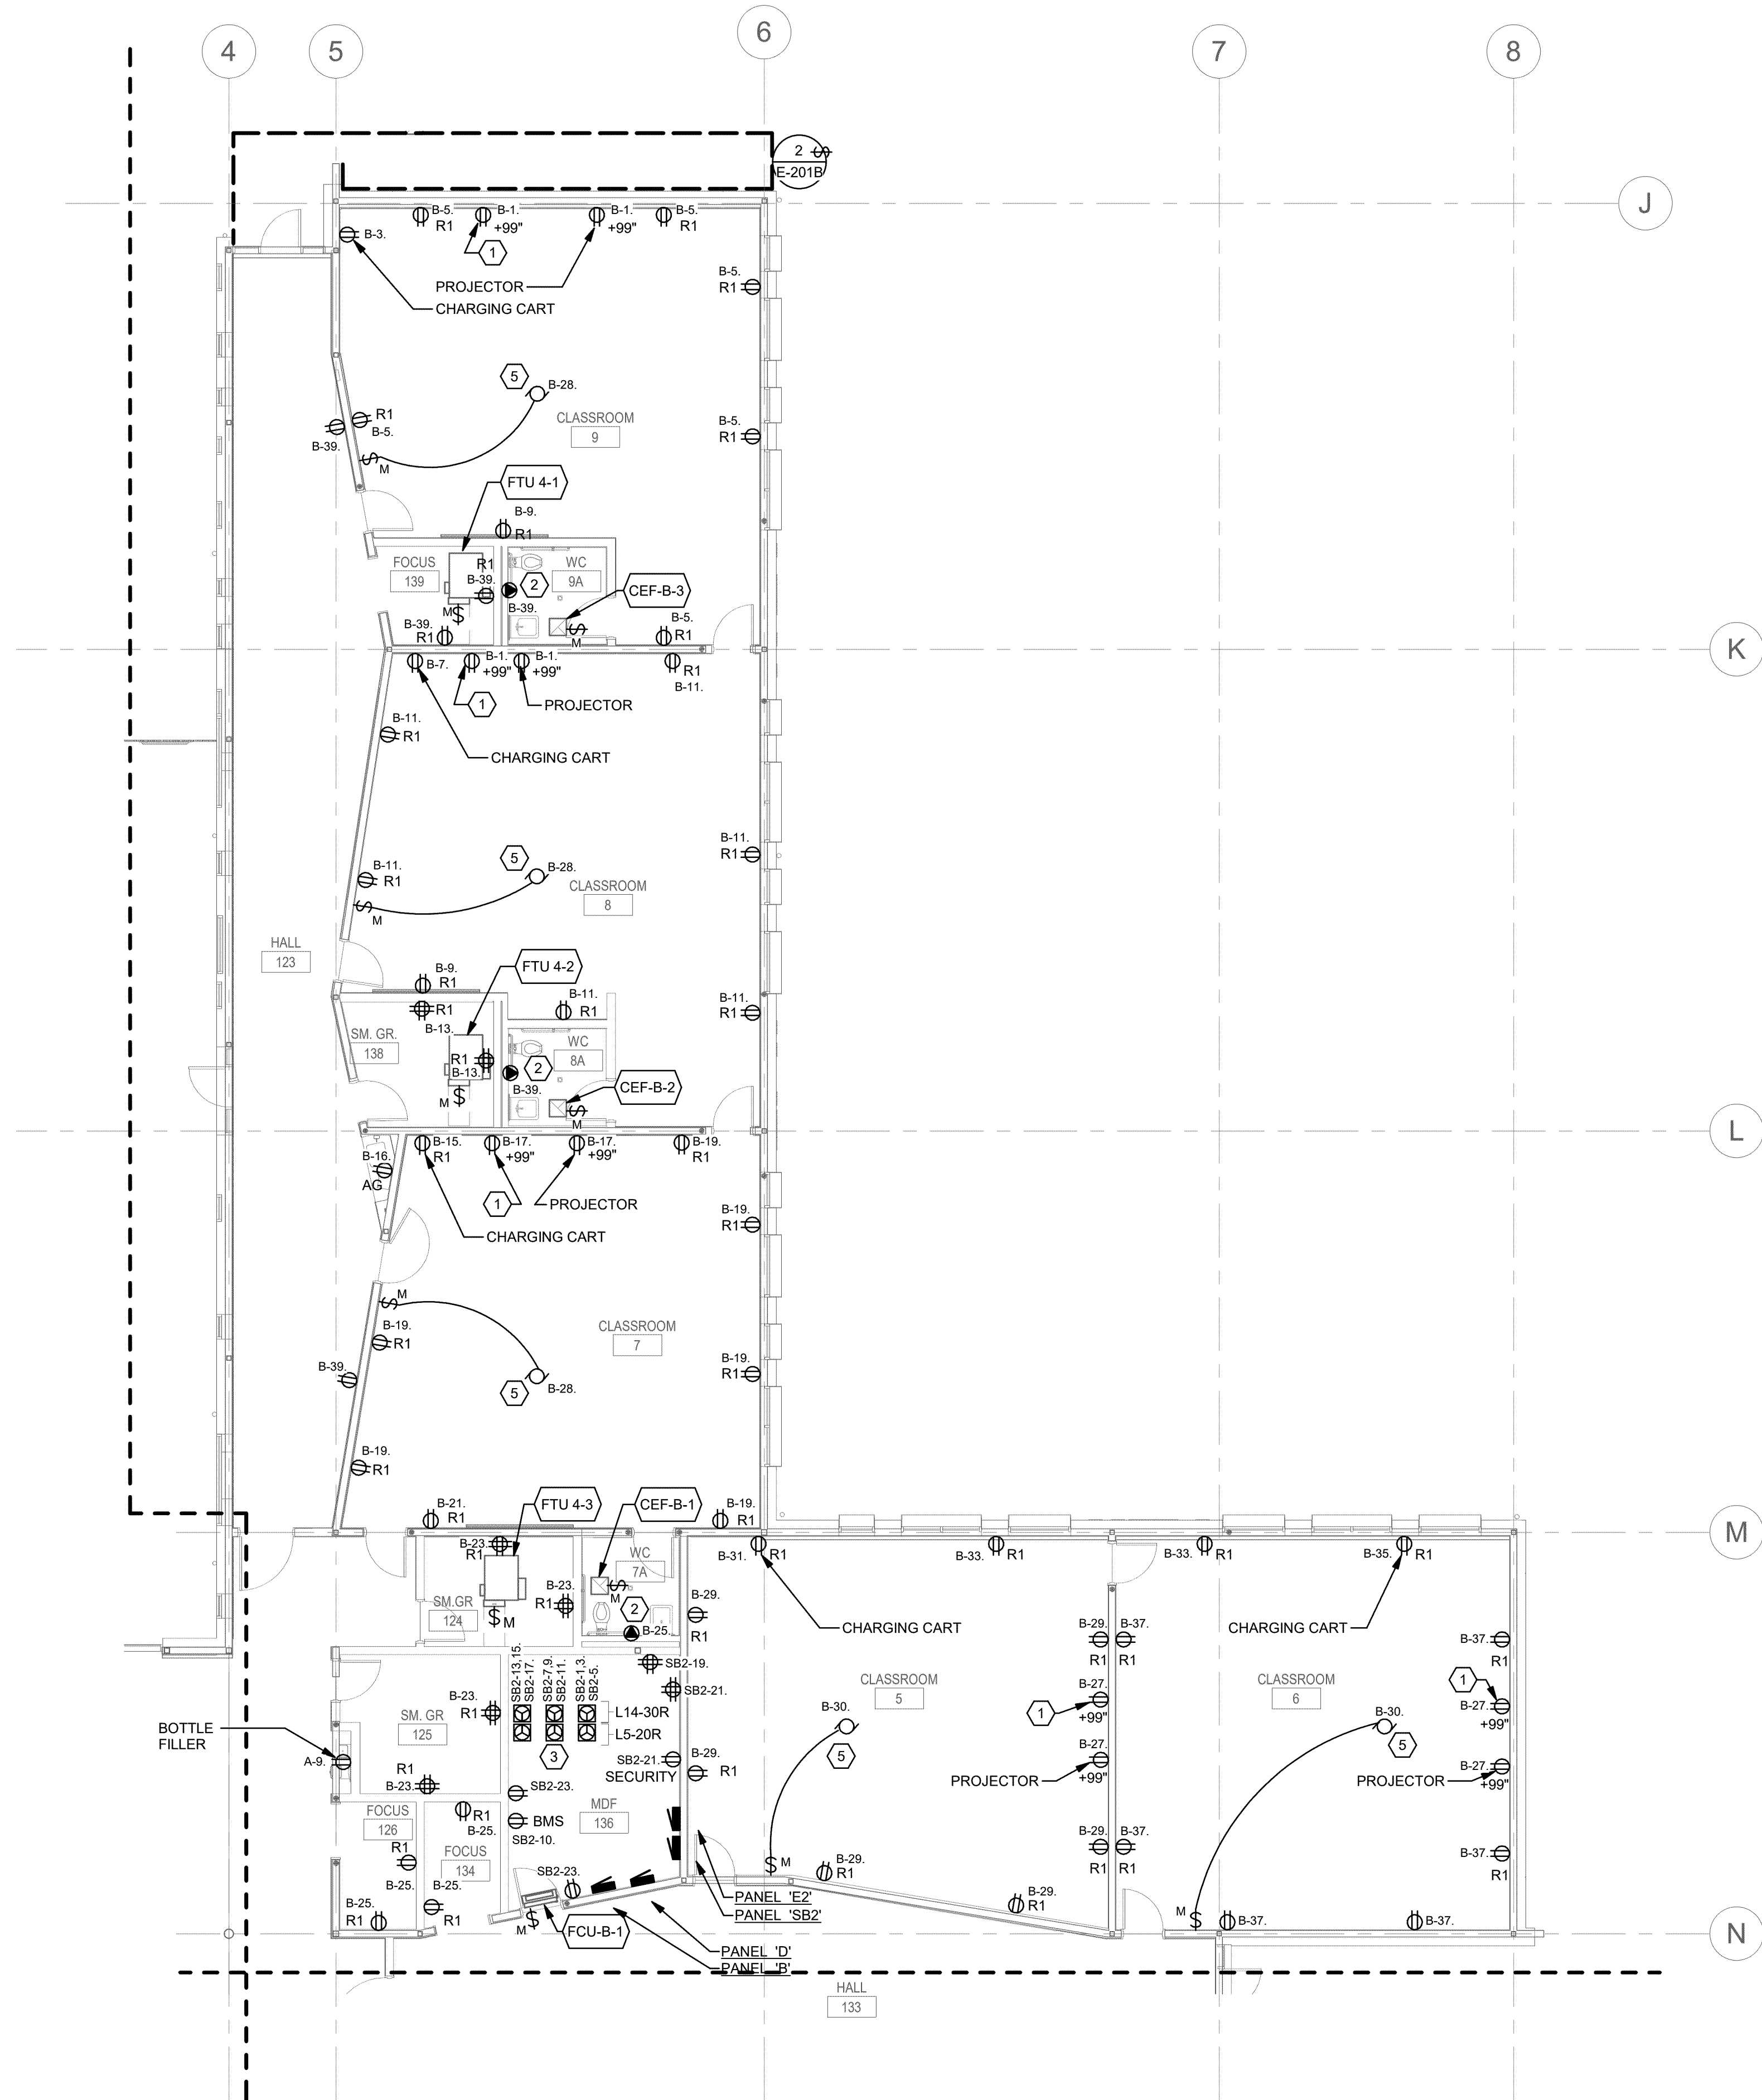 4
5
6
7
8
2
E-201B
J
B-5.
R1
B-1.
+99"
B-1.
+99"
B-5.
R1
B-3.
1
PROJECTOR
CHARGING CART
B-5.
R1
5
B-28.
CLASSROOM
9
R1
B-5.
B-39.
M
B-5.
R1
FTU 4-1
B-9.
R1
FOCUS
139
R1
B-39.
2
WC
9A
CEF-B-3
M
B-39.
B-39.
R1
M
B-5.
R1
K
B-7.
B-1.
+99"
B-1.
+99"
R1
B-11.
1
PROJECTOR
B-11.
R1
CHARGING CART
B-11.
R1
5
B-28.
B-11.
R1
CLASSROOM
8
M
HALL
123
FTU 4-2
B-9.
R1
R1
B-13.
B-11.
R1
B-11.
R1
SM. GR.
138
R1
B-13.
2
WC
8A
CEF-B-2
B-39.
M
M
L
B-15.
R1
B-17.
+99"
B-17.
+99"
B-19.
R1
B-16.
AG
1
PROJECTOR
CHARGING CART
B-19.
R1
M
CLASSROOM
7
B-19.
R1
B-39.
5
B-28.
B-19.
R1
B-19.
R1
FTU 4-3
CEF-B-1
B-21.
R1
B-19.
R1
M
B-23.
R1
WC
7A
B-31.
R1
B-33.
R1
B-33.
R1
B-35.
R1
SM.GR
124
M
B-23.
R1
M
2
B-25.
B-29.
R1
CHARGING CART
CHARGING CART
B-29.
R1
B-37.
R1
B-37.
R1
SB2-13,15.
SB2-17.
SB2-7,9.
SB2-11.
SB2-1,3.
SB2-5.
SB2-19.
SB2-21.
CLASSROOM
5
CLASSROOM
6
B-23.
R1
SM. GR
125
L14-30R
L5-20R
3
B-30.
5
1
B-27.
+99"
B-30.
5
1
B-27.
+99"
BOTTLE
FILLER
A-9.
SB2-21.
SECURITY
B-29.
R1
PROJECTOR
B-27.
+99"
PROJECTOR
B-27.
+99"
R1
B-23.
SB2-23.
BMS
SB2-10.
MDF
136
FOCUS
126
R1
B-25.
FOCUS
134
R1
B-25.
B-29.
R1
B-37.
R1
B-37.
R1
SB2-23.
M
B-29.
R1
B-25.
R1
B-25.
R1
M
FCU-B-1
PANEL 'E2'
PANEL 'SB2'
B-29.
R1
M
B-37.
B-37.
N
PANEL 'D'
PANEL 'B'
HALL
133